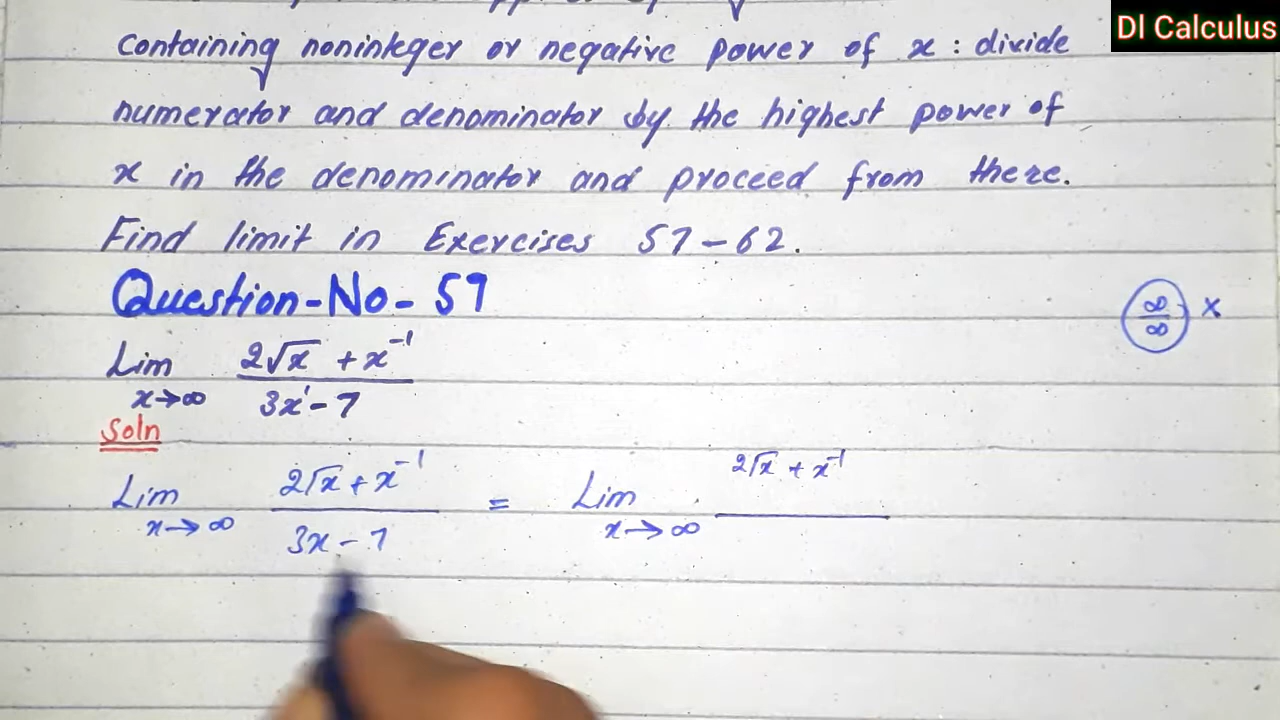 DI Calculus
containing noninteger or negative power of x : divide
numerator and denominator by the highest power of
x in the denominator and proceed from there.
Find limit in Exercises 57-62.
Question-No-59
∞/∞ x
Lim x→∞ (2√x + x⁻¹)/(3x¹ - 7)
Soln
Lim x→∞ (2√x + x⁻¹)/(3x - 7) = Lim x→∞ 2√x + x⁻¹